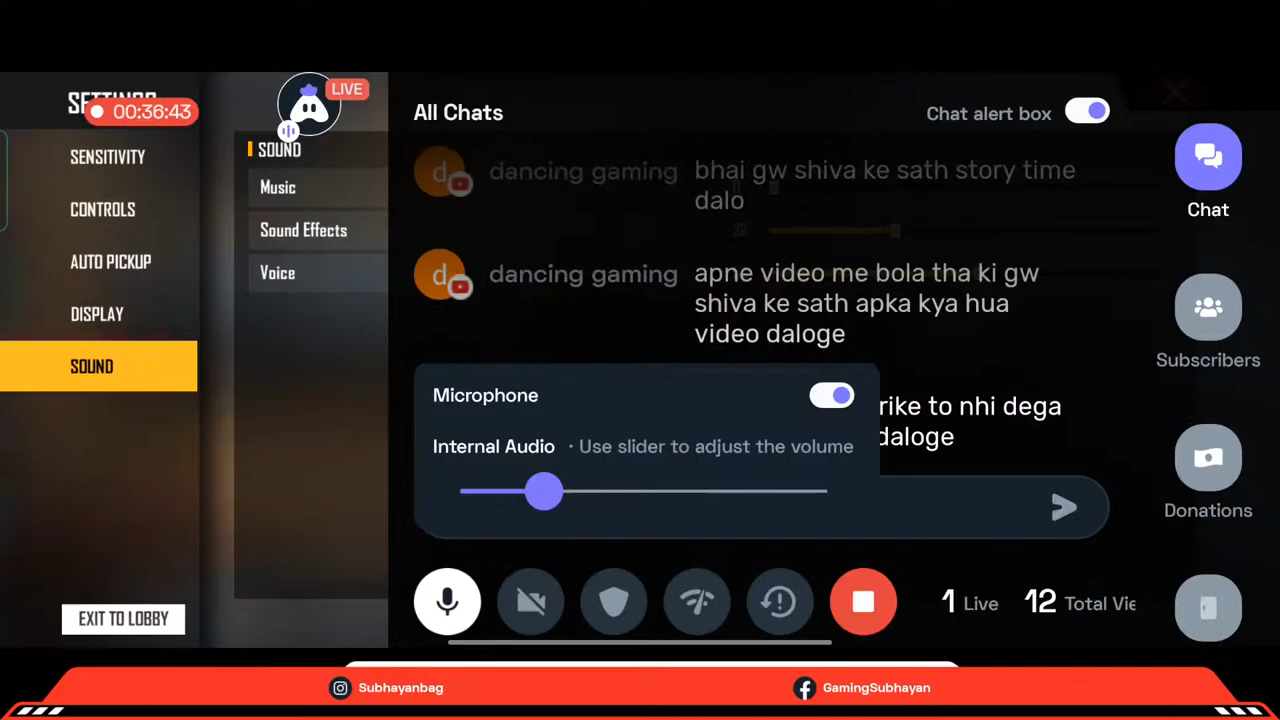 SETTINGS
00:36:43
SENSITIVITY
CONTROLS
AUTO PICKUP
DISPLAY
SOUND
EXIT TO LOBBY
LIVE
SOUND
Music
Sound Effects
Voice
All Chats
Chat alert box
dancing gaming
bhai gw shiva ke sath story time
dalo
32
dancing gaming
apne video me bola tha ki gw
shiva ke sath apka kya hua
video daloge
rike to nhi dega
daloge
Microphone
Internal Audio · Use slider to adjust the volume
1 Live
12 Total Vie
Chat
Subscribers
Donations
Subhayanbag
GamingSubhayan